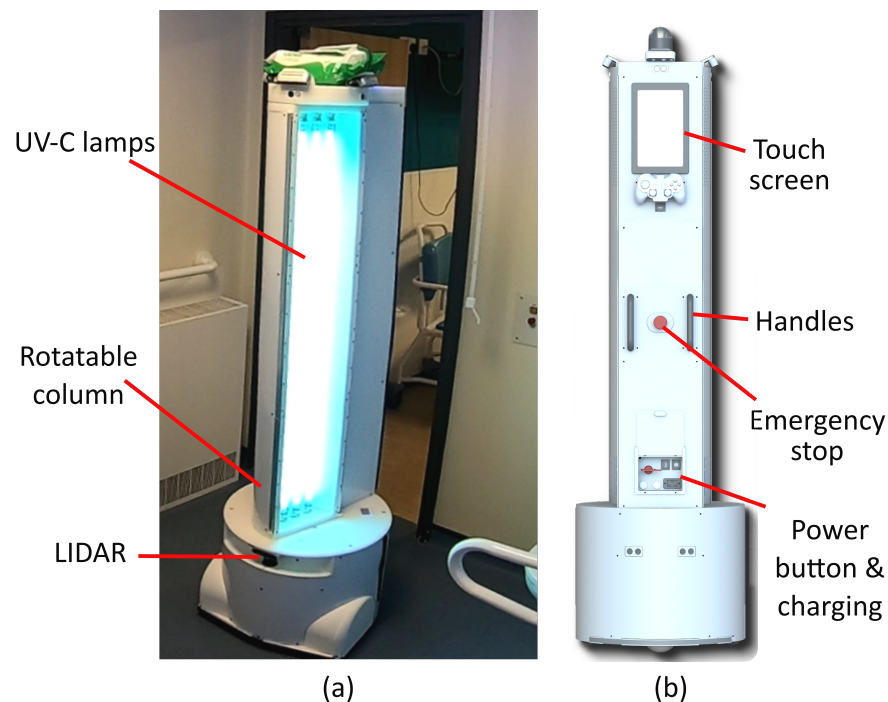 UV-C lamps
Rotatable
column
LIDAR
(a)
Touch
screen
Handles
Emergency
stop
Power
button &
charging
(b)